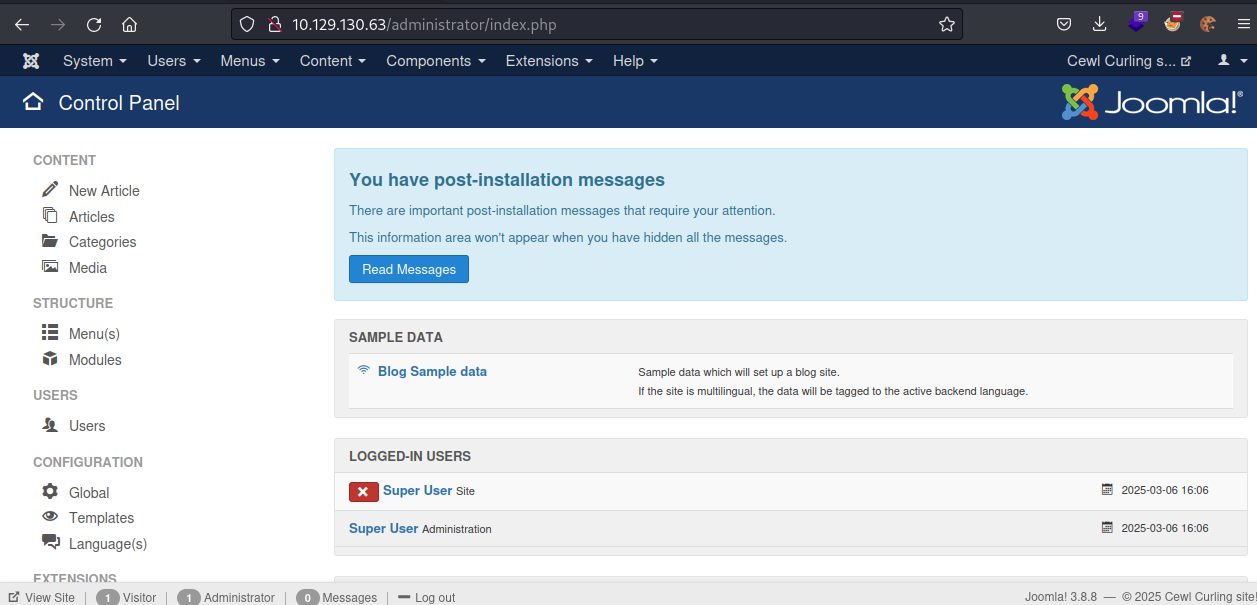 10.129.130.63/administrator/index.php
9
System Users Menus Content Components Extensions Help Cewl Curling s...
Control Panel
Joomla!®
CONTENT
New Article
Articles
Categories
Media
STRUCTURE
Menu(s)
Modules
USERS
Users
CONFIGURATION
Global
Templates
Language(s)
EXTENSIONS
You have post-installation messages
There are important post-installation messages that require your attention.
This information area won't appear when you have hidden all the messages.
Read Messages
SAMPLE DATA
Blog Sample data
Sample data which will set up a blog site.
If the site is multilingual, the data will be tagged to the active backend language.
LOGGED-IN USERS
Super User Site 2025-03-06 16:06
Super User Administration 2025-03-06 16:06
View Site 1 Visitor 1 Administrator 0 Messages Log out
Joomla! 3.8.8 — © 2025 Cewl Curling site!